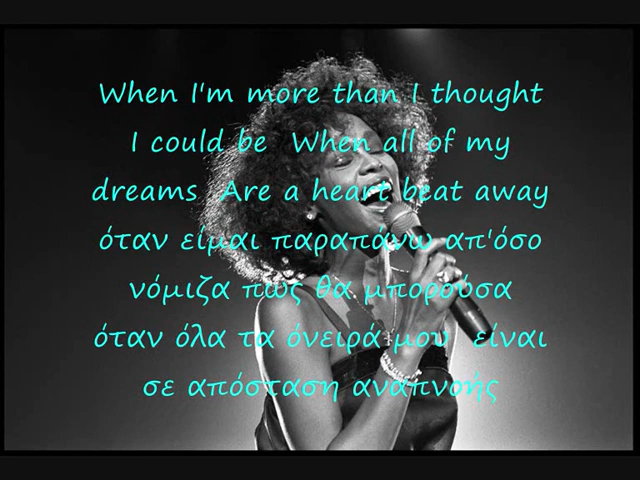 When I'm more than I thought
I could be When all of my
dreams Are a heart beat away
όταν είμαι παραπάνω απ'όσο
νόμιζα πως θα μπορούσα
όταν όλα τα όνειρά μου είναι
σε απόσταση αναπνοής